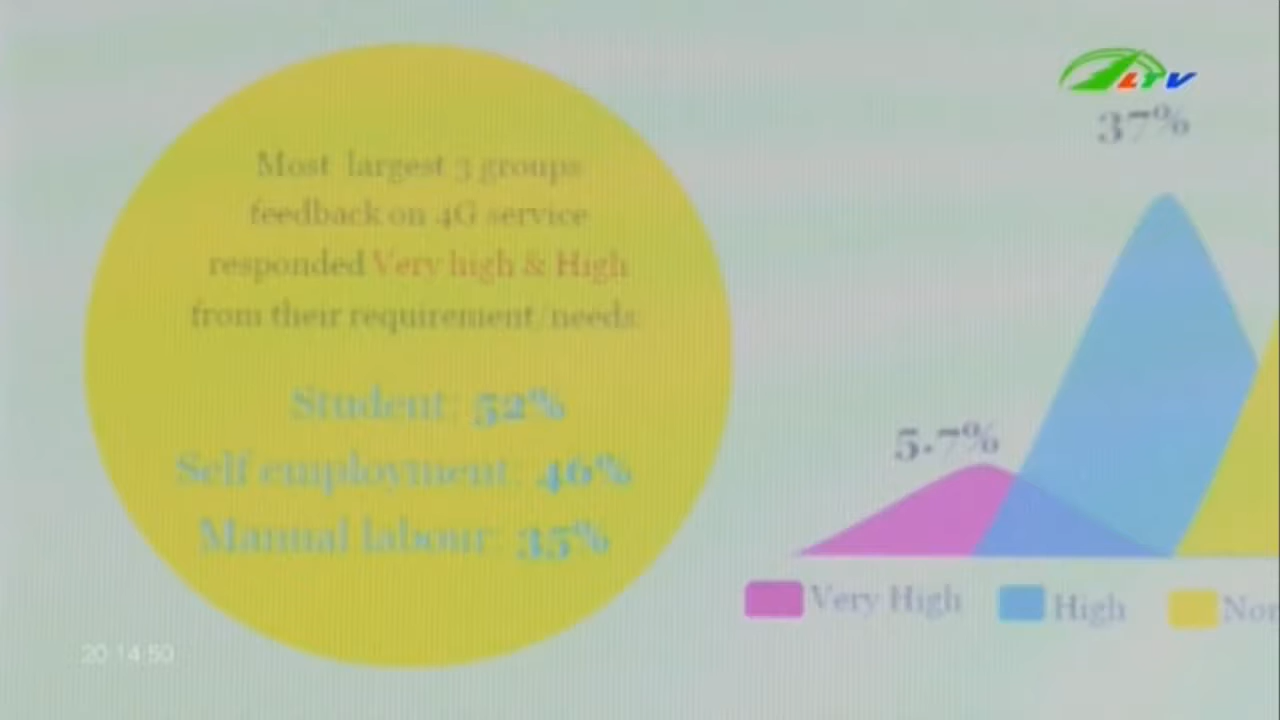 LTV
37%
Most largest 3 groups
feedback on 4G service
responded Very high & High
from their requirement/needs
Student: 52%
Self employment: 46%
Manual labour: 35%
5.7%
Very High
High
Nor
20:14:50